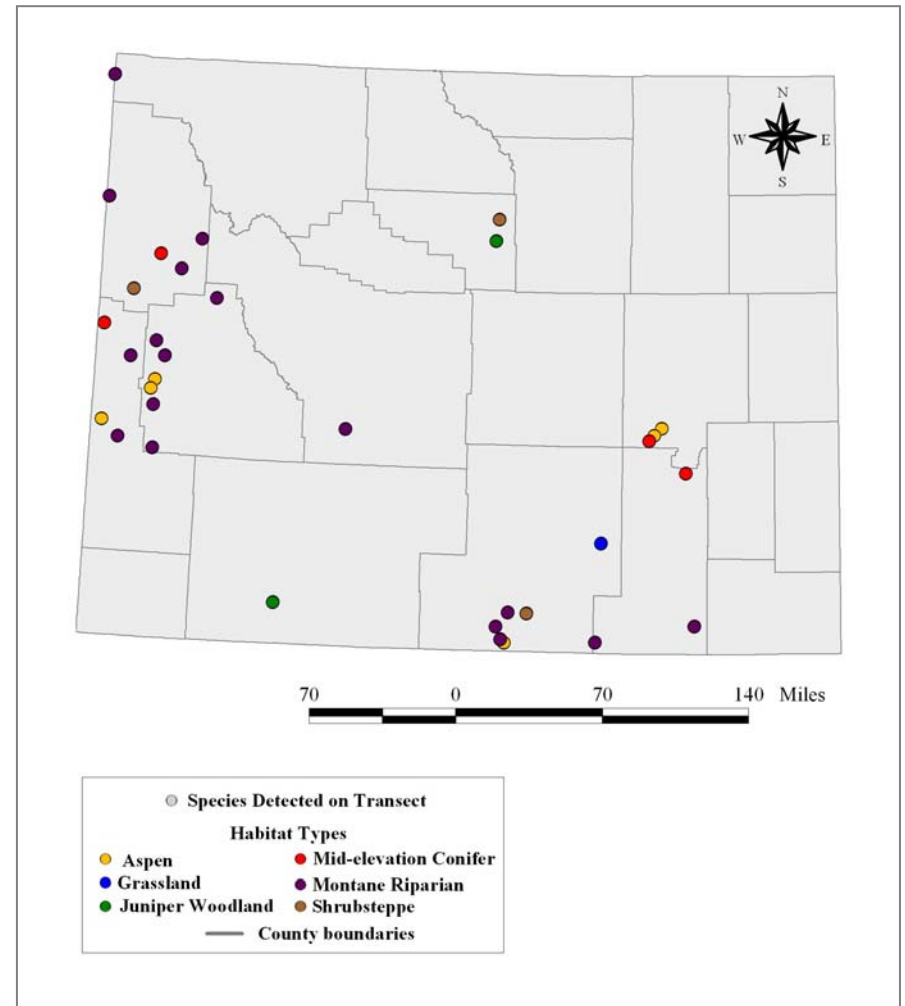 N
W E
S
70 0 70 140 Miles
Species Detected on Transect
Habitat Types
Aspen Mid-elevation Conifer
Grassland Montane Riparian
Juniper Woodland Shrubsteppe
County boundaries